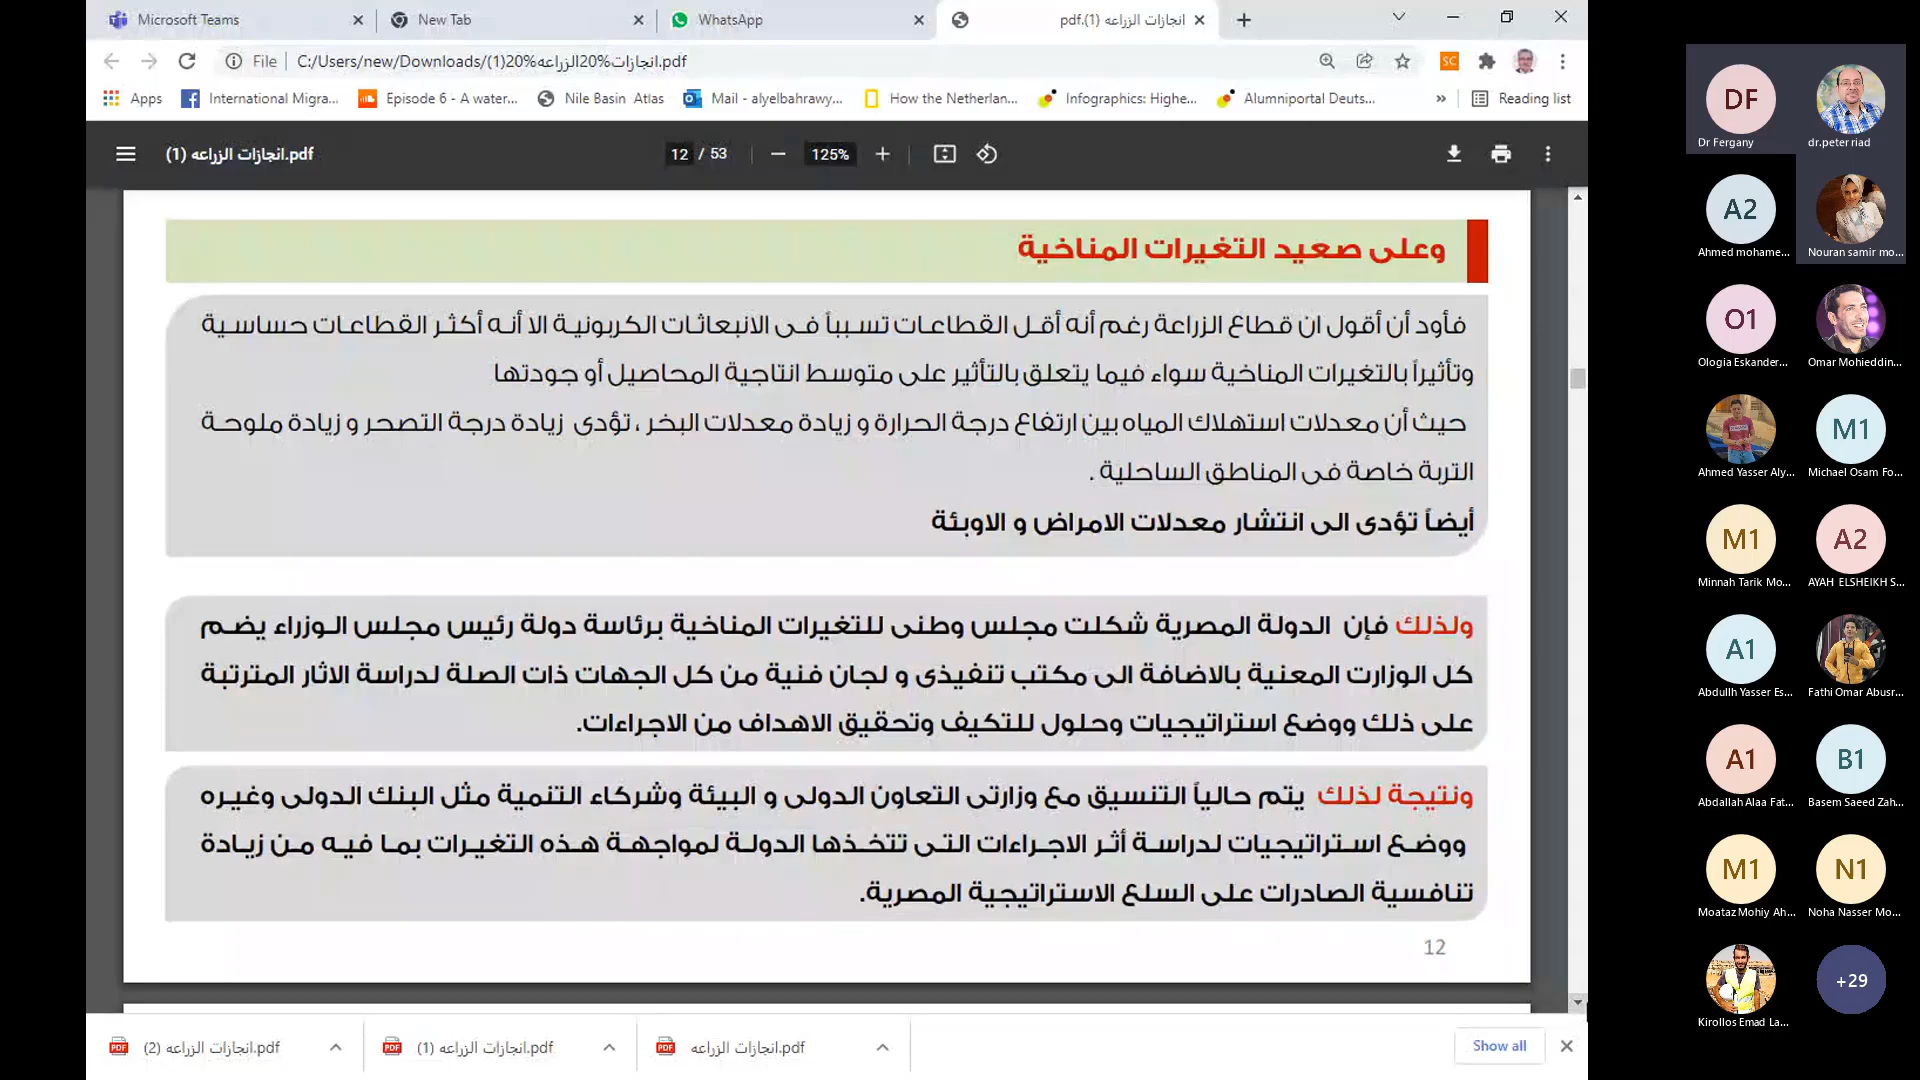 Microsoft Teams
New Tab
WhatsApp
انجازات الزراعه (1).pdf
File
C:/Users/new/Downloads/انجازات%20الزراعه%20(1).pdf
SC
Apps
International Migra...
Episode 6 - A water...
Nile Basin Atlas
Mail - alyelbahrawy...
How the Netherlan...
Infographics: Highe...
Alumniportal Deuts...
»
Reading list
انجازات الزراعه (1).pdf
12 / 53
125%
وعلى صعيد التغيرات المناخية
فأود أن أقول ان قطاع الزراعة رغم أنه أقل القطاعات تسبباً فى الانبعاثات الكربونية الا أنه أكثر القطاعات حساسية
وتأثيراً بالتغيرات المناخية سواء فيما يتعلق بالتأثير على متوسط انتاجية المحاصيل أو جودتها
حيث أن معدلات استهلاك المياه بين ارتفاع درجة الحرارة و زيادة معدلات البخر ، تؤدى زيادة درجة التصحر و زيادة ملوحة
التربة خاصة فى المناطق الساحلية .
أيضاً تؤدى الى انتشار معدلات الامراض و الاوبئة
ولذلك فإن الدولة المصرية شكلت مجلس وطنى للتغيرات المناخية برئاسة دولة رئيس مجلس الوزراء يضم
كل الوزارت المعنية بالاضافة الى مكتب تنفيذى و لجان فنية من كل الجهات ذات الصلة لدراسة الاثار المترتبة
على ذلك ووضع استراتيجيات وحلول للتكيف وتحقيق الاهداف من الاجراءات.
ونتيجة لذلك يتم حالياً التنسيق مع وزارتى التعاون الدولى و البيئة وشركاء التنمية مثل البنك الدولى وغيره
ووضع استراتيجيات لدراسة أثر الاجراءات التى تتخذها الدولة لمواجهة هذه التغيرات بما فيه من زيادة
تنافسية الصادرات على السلع الاستراتيجية المصرية.
12
انجازات الزراعه (2).pdf
انجازات الزراعه (1).pdf
انجازات الزراعه.pdf
Show all
DF
Dr Fergany
dr.peter riad
A2
Ahmed mohame...
Nouran samir mo...
O1
Ologia Eskander...
Omar Mohieddin...
Ahmed Yasser Aly...
M1
Michael Osam Fo...
M1
Minnah Tarik Mo...
A2
AYAH ELSHEIKH S...
A1
Abdullh Yasser Es...
Fathi Omar Abusr...
A1
Abdallah Alaa Fat...
B1
Basem Saeed Zah...
M1
Moataz Mohiy Ah...
N1
Noha Nasser Mo...
Kirollos Emad La...
+29